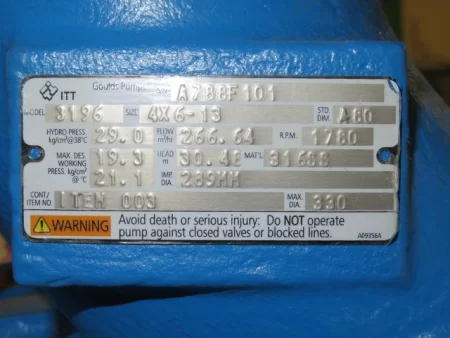 ITT Goulds Pumps A788F101
MODEL 3196 SIZE 4X6-13 STD. DIM. A80
HYDRO PRESS. kg/cm²@38°C 29.0 FLOW m³/hr 266.64 R.P.M. 1780
MAX. DES. WORKING PRESS. kg/cm² @ °C 19.3 HEAD m 30.48 MAT'L 316SS
21.1 IMP. DIA. 289MM
CONT./ ITEM NO. ITEM 003 MAX. DIA. 330
WARNING Avoid death or serious injury: Do NOT operate
pump against closed valves or blocked lines.
A09356A